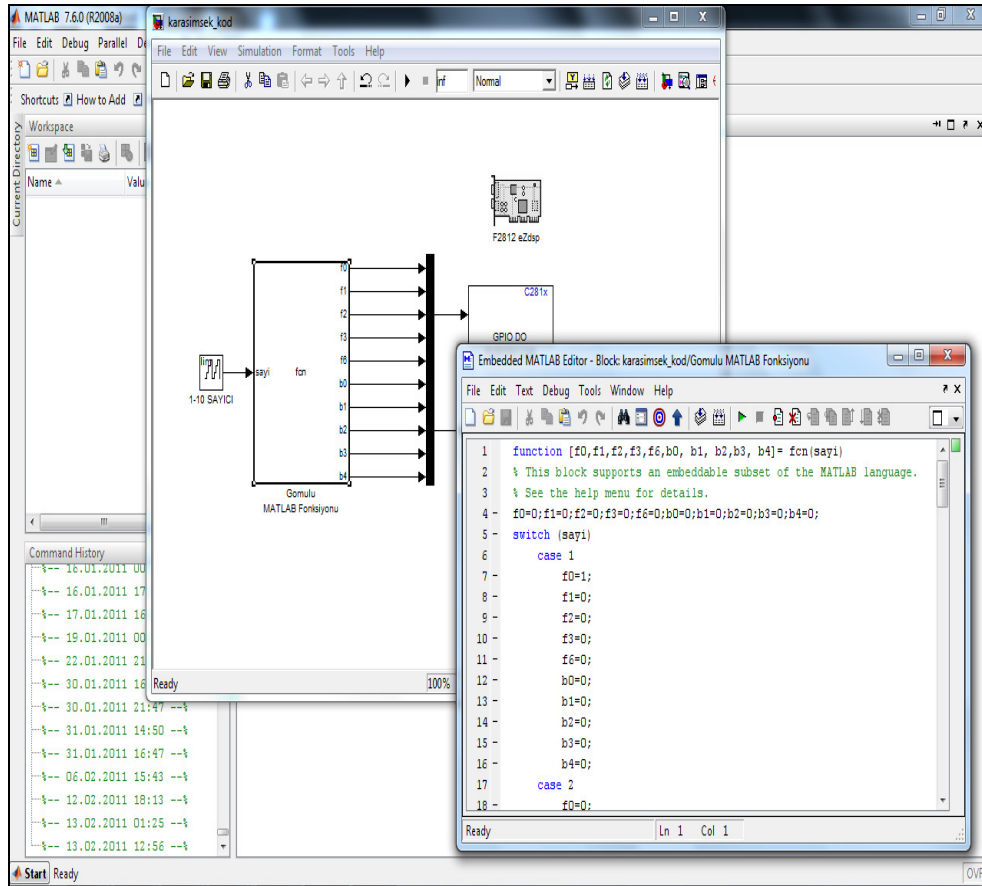 MATLAB 7.6.0 (R2008a)
File Edit Debug Parallel
Shortcuts How to Add
Current Directory
Workspace
Name
Command History
%-- 16.01.2011 00
%-- 16.01.2011 17
%-- 17.01.2011 16
%-- 19.01.2011 00
%-- 22.01.2011 21
%-- 30.01.2011 16
%-- 30.01.2011 21:47 --%
%-- 31.01.2011 14:50 --%
%-- 31.01.2011 16:47 --%
%-- 06.02.2011 15:43 --%
%-- 12.02.2011 18:13 --%
%-- 13.02.2011 01:25 --%
%-- 13.02.2011 12:56 --%
Start Ready
OVR
karasimsek_kod
File Edit View Simulation Format Tools Help
inf Normal
F2812 eZdsp
C281x
GPIO DO
lim
1-10 SAYICI
sayi fcn
f0
f1
f2
f3
f6
b0
b1
b2
b3
b4
Gomulu
MATLAB Fonksiyonu
Ready 100%
Embedded MATLAB Editor - Block: karasimsek_kod/Gomulu MATLAB Fonksiyonu
File Edit Text Debug Tools Window Help
1 function [f0,f1,f2,f3,f6,b0, b1, b2,b3, b4]= fcn(sayi)
2 % This block supports an embeddable subset of the MATLAB language.
3 % See the help menu for details.
4 - f0=0;f1=0;f2=0;f3=0;f6=0;b0=0;b1=0;b2=0;b3=0;b4=0;
5 - switch (sayi)
6 case 1
7 - f0=1;
8 - f1=0;
9 - f2=0;
10 - f3=0;
11 - f6=0;
12 - b0=0;
13 - b1=0;
14 - b2=0;
15 - b3=0;
16 - b4=0;
17 case 2
18 - f0=0;
Ready Ln 1 Col 1